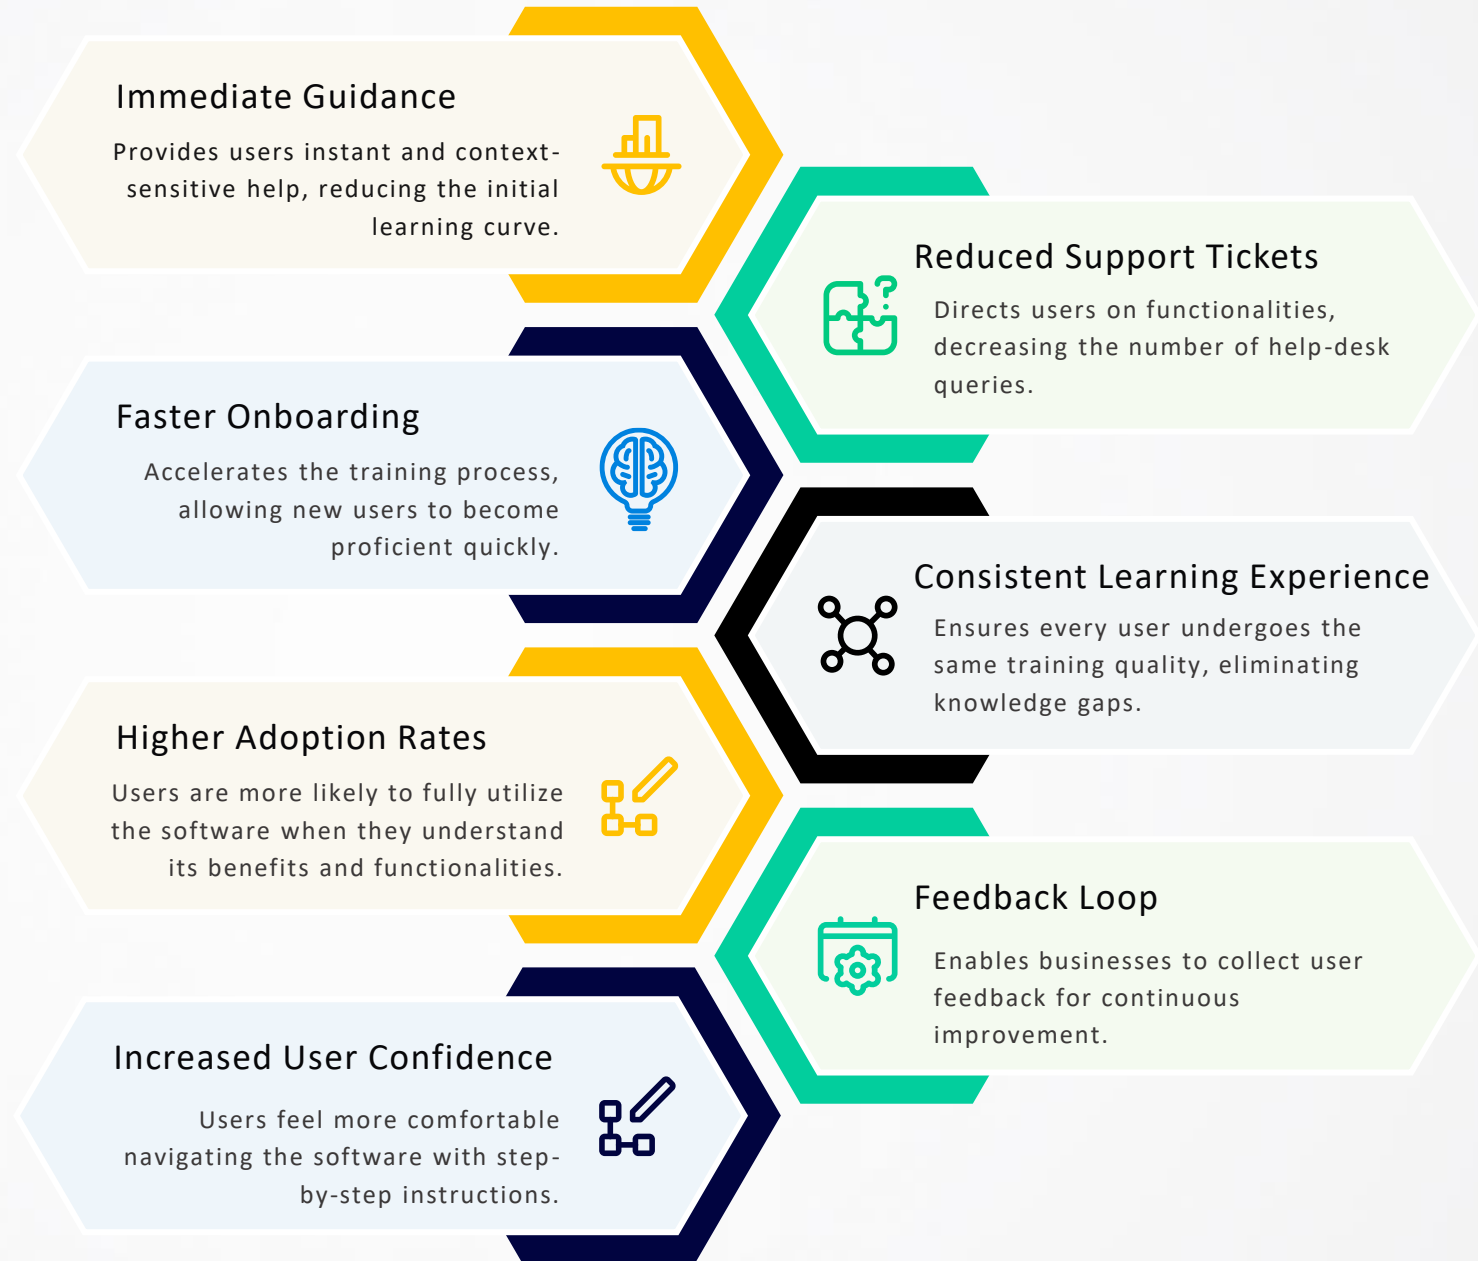 Immediate Guidance
Provides users instant and context-
sensitive help, reducing the initial
learning curve.
Reduced Support Tickets
Directs users on functionalities,
decreasing the number of help-desk
queries.
Faster Onboarding
Accelerates the training process,
allowing new users to become
proficient quickly.
Consistent Learning Experience
Ensures every user undergoes the
same training quality, eliminating
knowledge gaps.
Higher Adoption Rates
Users are more likely to fully utilize
the software when they understand
its benefits and functionalities.
Feedback Loop
Enables businesses to collect user
feedback for continuous
improvement.
Increased User Confidence
Users feel more comfortable
navigating the software with step-
by-step instructions.